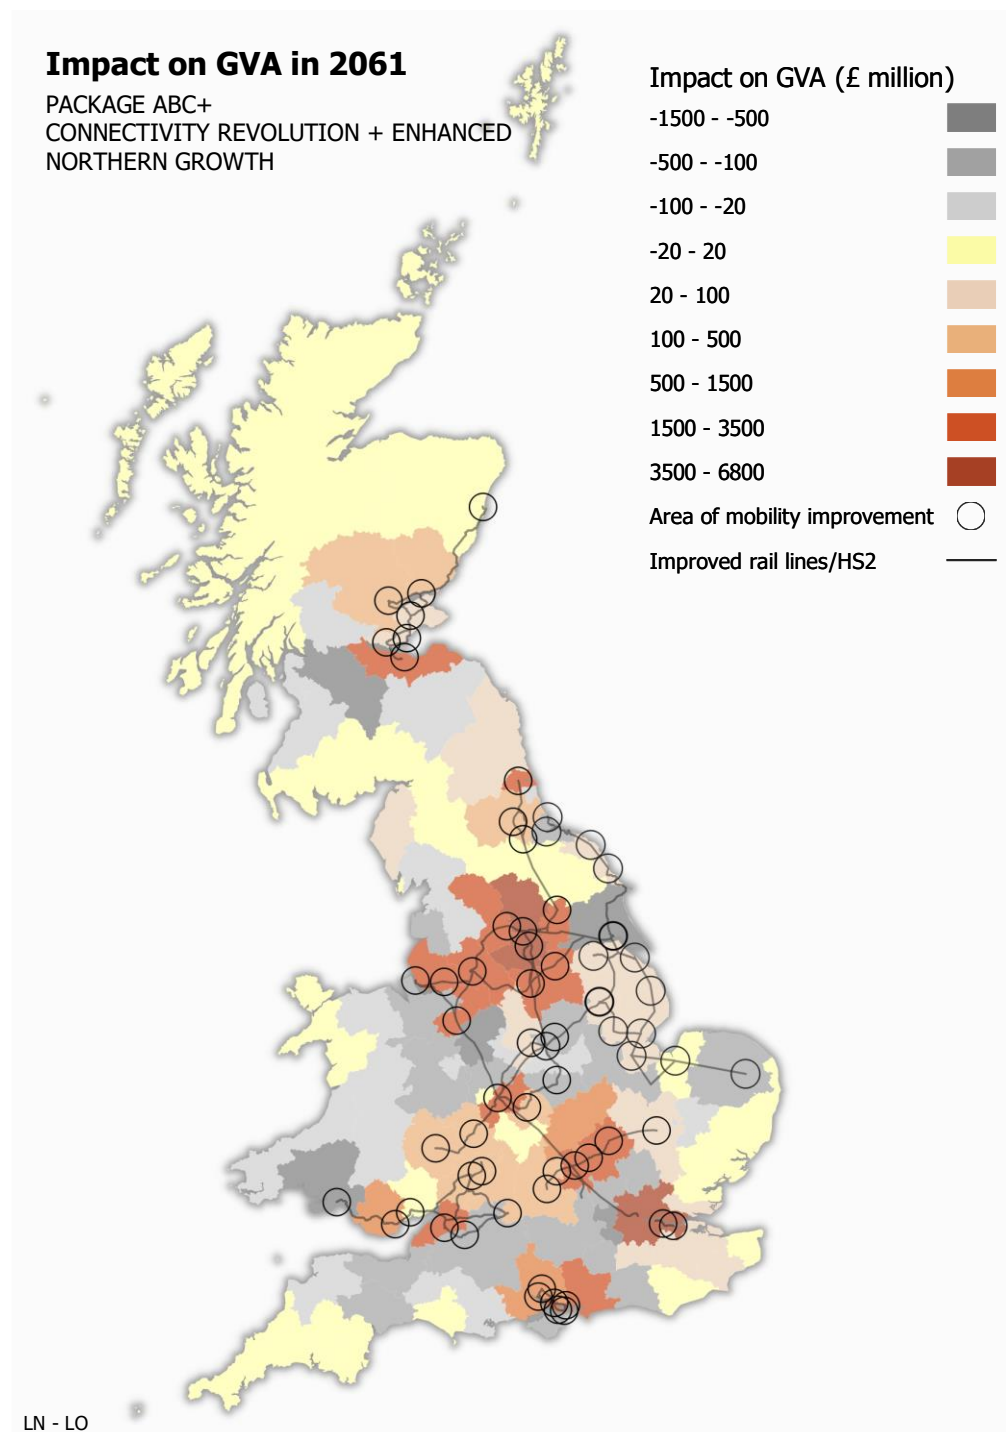 Impact on GVA in 2061
PACKAGE ABC+
CONNECTIVITY REVOLUTION + ENHANCED
NORTHERN GROWTH
Impact on GVA (£ million)
-1500 - -500
-500 - -100
-100 - -20
-20 - 20
20 - 100
100 - 500
500 - 1500
1500 - 3500
3500 - 6800
Area of mobility improvement
Improved rail lines/HS2
LN - LO